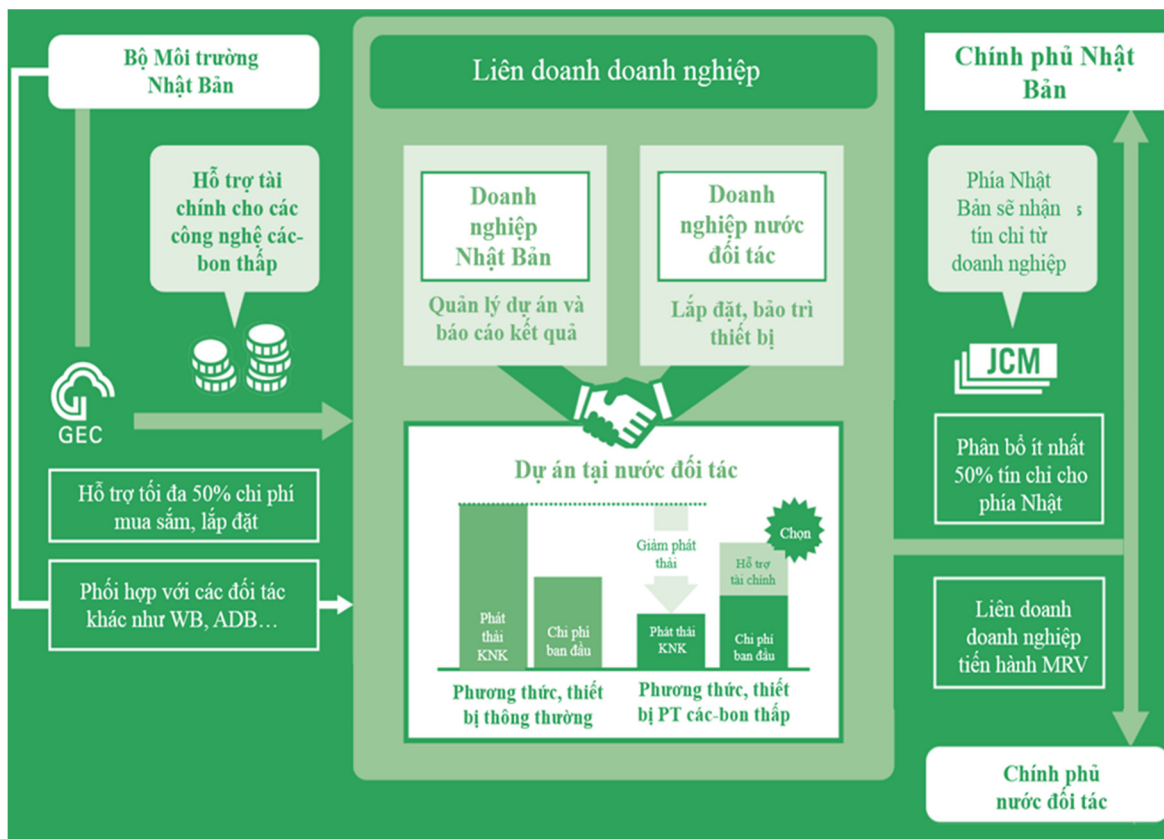 Bộ Môi trường
Nhật Bản
Hỗ trợ tài
chính cho các
công nghệ các-
bon thấp
GEC
Hỗ trợ tối đa 50% chi phí
mua sắm, lắp đặt
Phối hợp với các đối tác
khác như WB, ADB…
Liên doanh doanh nghiệp
Doanh
nghiệp
Nhật Bản
Quản lý dự án và
báo cáo kết quả
Doanh
nghiệp nước
đối tác
Lắp đặt, bảo trì
thiết bị
Dự án tại nước đối tác
Phát
thải
KNK
Chi phí
ban đầu
Phương thức, thiết
bị thông thường
Giảm phát
thải
Phát thải
KNK
Chọn
Hỗ trợ
tài chính
Chi phí
ban đầu
Phương thức, thiết
bị PT các-bon thấp
Chính phủ Nhật
Bản
Phía Nhật
Bản sẽ nhận s
tín chỉ từ
doanh nghiệp
JCM
Phân bổ ít nhất
50% tín chỉ cho
phía Nhật
Liên doanh
doanh nghiệp
tiến hành MRV
Chính phủ
nước đối tác